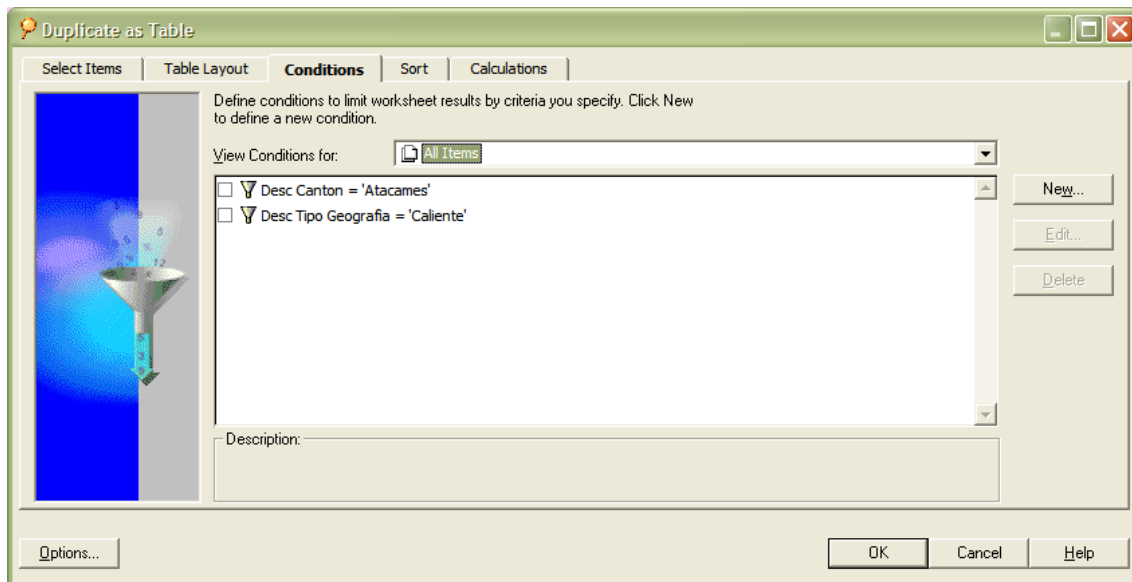 Duplicate as Table
Select Items Table Layout Conditions Sort Calculations
Define conditions to limit worksheet results by criteria you specify. Click New
to define a new condition.
View Conditions for: All Items
Desc Canton = 'Atacames'
Desc Tipo Geografia = 'Caliente'
New...
Edit...
Delete
Description:
Options... OK Cancel Help